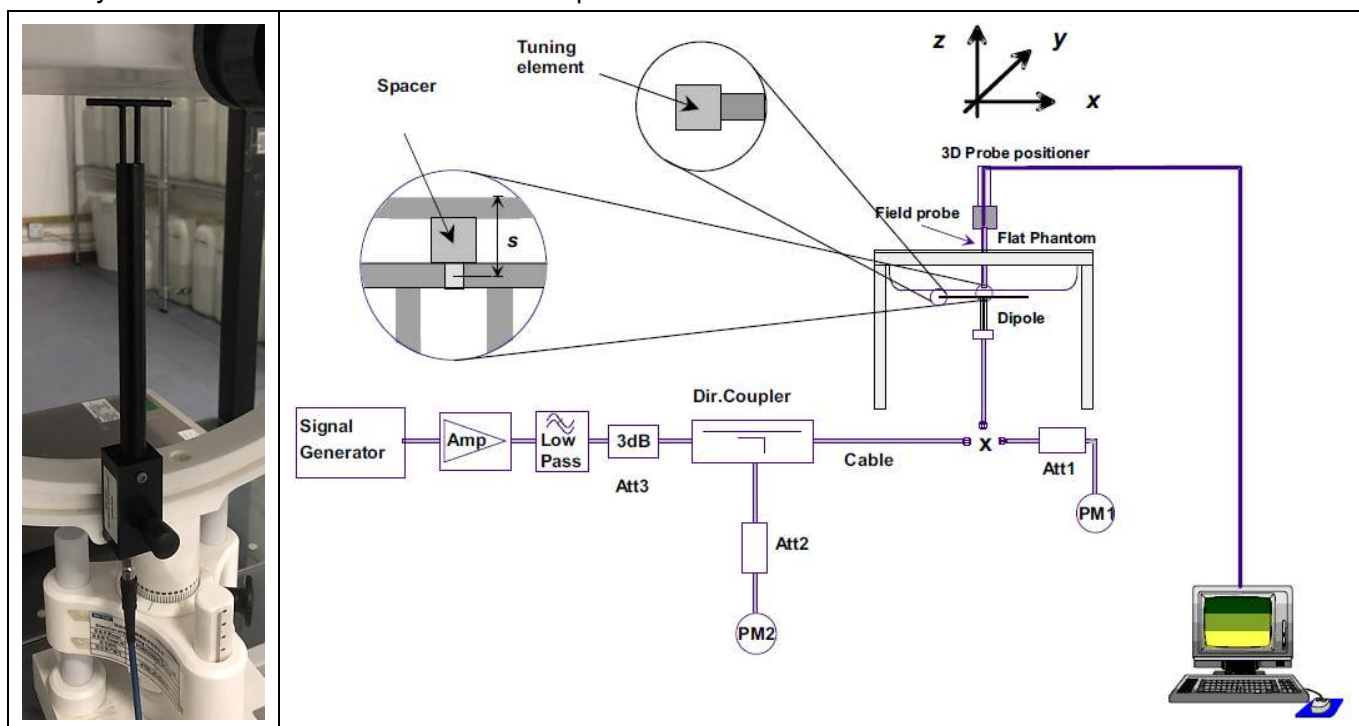 Tuning
element
Spacer
s
z
y
x
3D Probe positioner
Field probe
Flat Phantom
Dipole
Dir.Coupler
Signal
Generator
Amp
Low
Pass
3dB
Att3
Cable
x
Att1
PM1
Att2
PM2